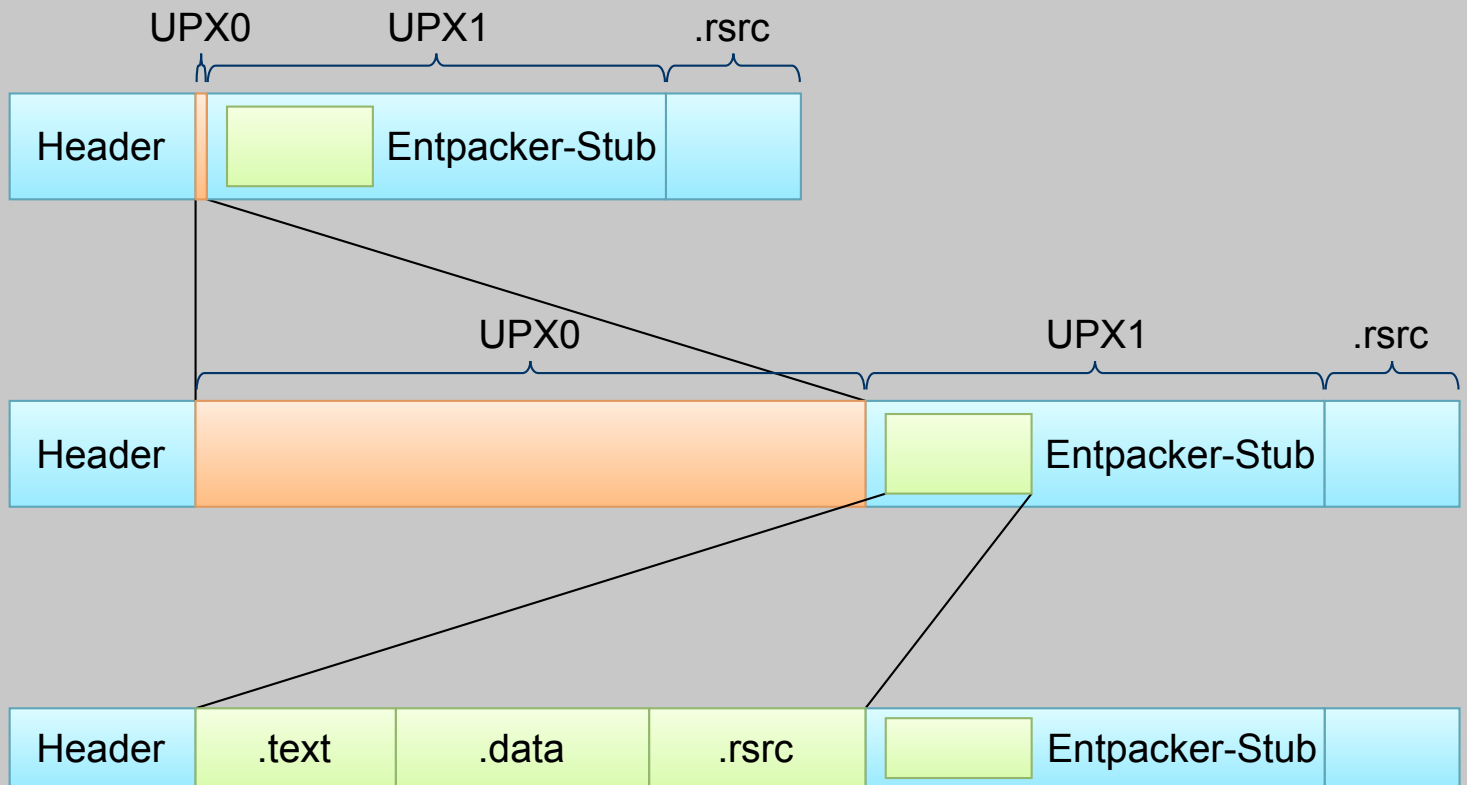 UPX0 UPX1 .rsrc
Header Entpacker-Stub
UPX0 UPX1 .rsrc
Header Entpacker-Stub
Header .text .data .rsrc Entpacker-Stub